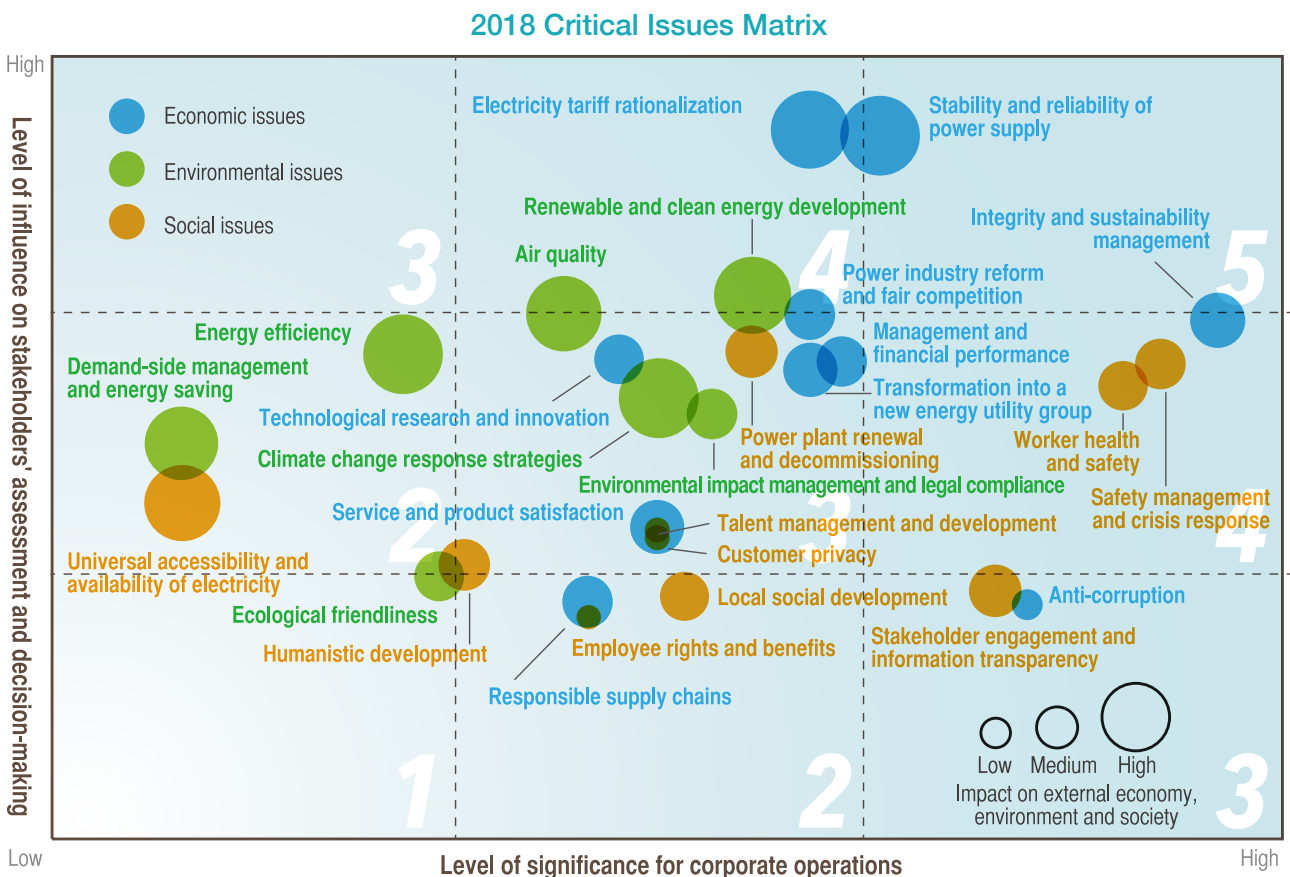 2018 Critical Issues Matrix
High
Level of influence on stakeholders' assessment and decision-making
Economic issues
Environmental issues
Social issues
Electricity tariff rationalization
Stability and reliability of
power supply
Renewable and clean energy development
Integrity and sustainability
management
3
4
5
Air quality
Power industry reform
and fair competition
Energy efficiency
Management and
financial performance
Demand-side management
and energy saving
Technological research and innovation
Transformation into a
new energy utility group
Climate change response strategies
Power plant renewal
and decommissioning
Worker health
and safety
Environmental impact management and legal compliance
Safety management
and crisis response
Service and product satisfaction
Talent management and development
Customer privacy
2
3
4
Universal accessibility and
availability of electricity
Ecological friendliness
Humanistic development
Local social development
Anti-corruption
Employee rights and benefits
Stakeholder engagement and
information transparency
Responsible supply chains
Low
Medium
High
Impact on external economy,
environment and society
1
2
3
Low
Level of significance for corporate operations
High